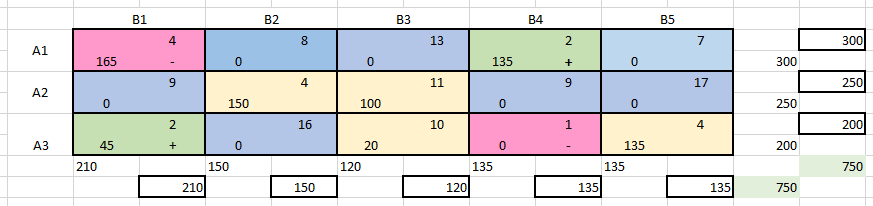 B1 B2 B3 B4 B5
4 8 13 2 7 300
A1
165 - 0 0 135 + 0 300
9 4 11 9 17 250
A2
0 150 100 0 0 250
2 16 10 1 4 200
A3 45 + 0 20 0 - 135 200
210 150 120 135 135 750
210 150 120 135 135 750